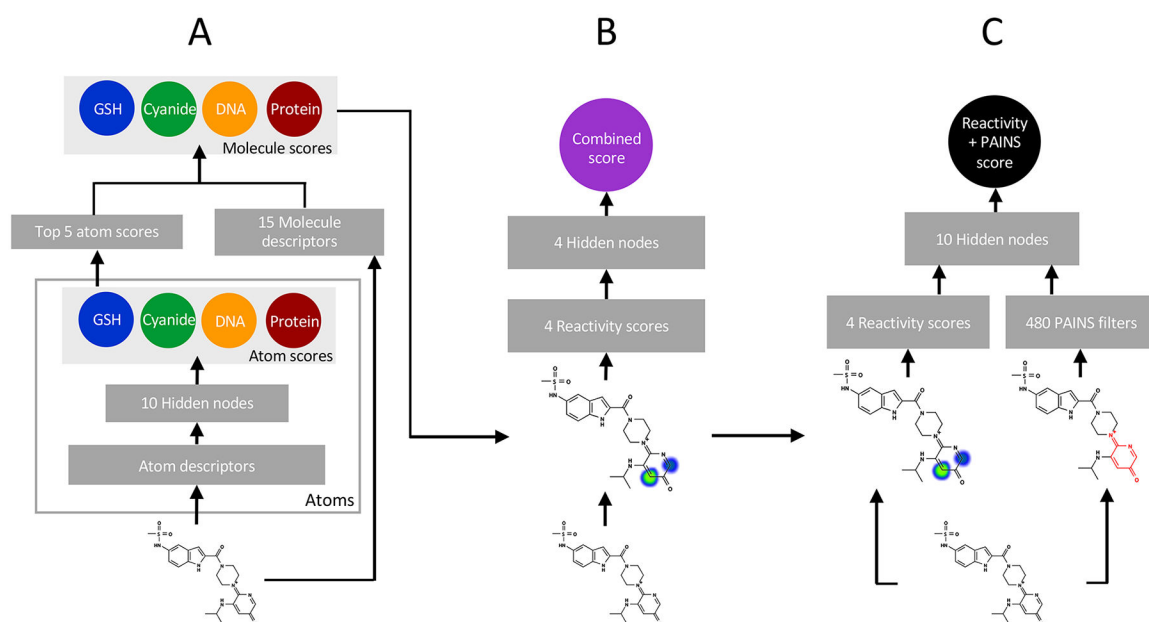 A
B
C
GSH
Cyanide
DNA
Protein
Molecule scores
Top 5 atom scores
15 Molecule
descriptors
GSH
Cyanide
DNA
Protein
Atom scores
10 Hidden nodes
Atom descriptors
Atoms
Combined
score
4 Hidden nodes
4 Reactivity scores
Reactivity
+ PAINS
score
10 Hidden nodes
4 Reactivity scores
480 PAINS filters